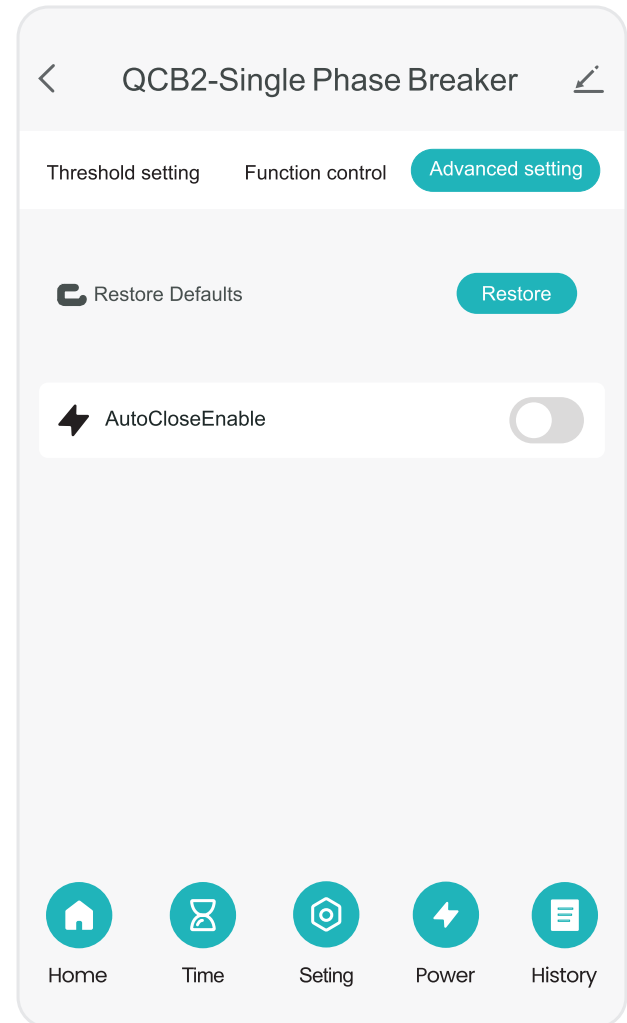 QCB2-Single Phase Breaker
Threshold setting Function control Advanced setting
Restore Defaults Restore
AutoCloseEnable
Home Time Seting Power History